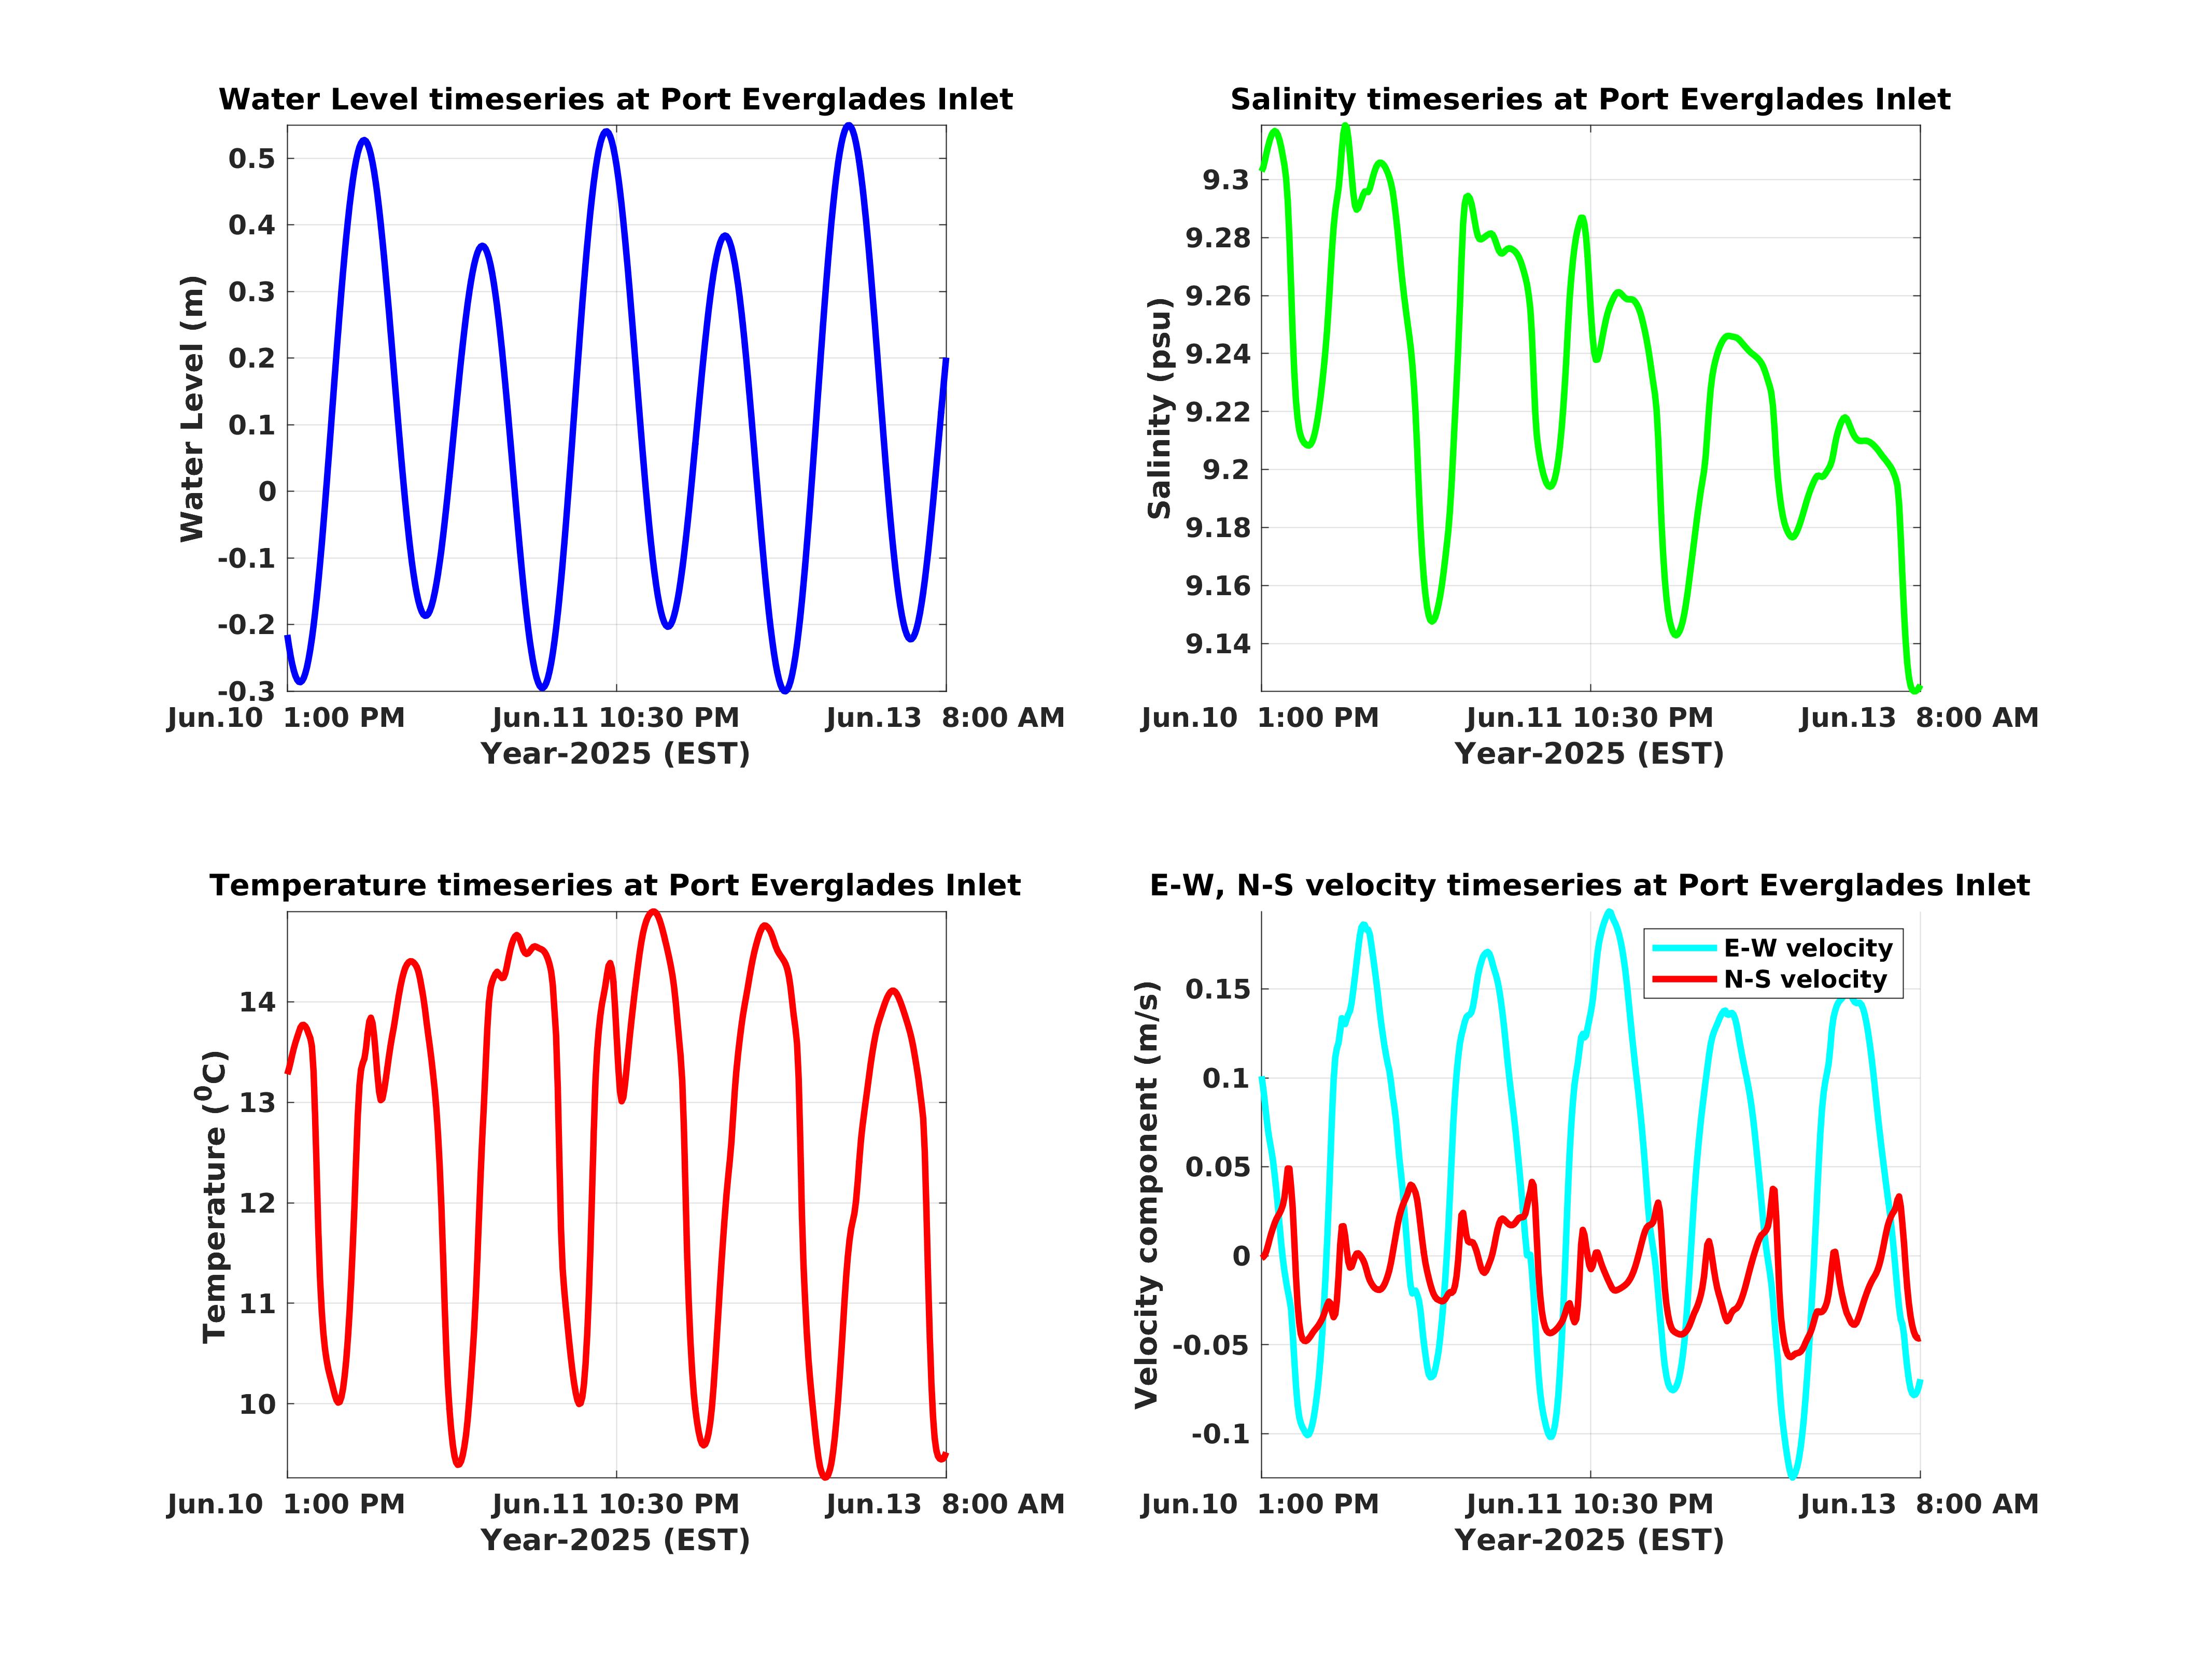 Water Level timeseries at Port Everglades Inlet
Water Level (m)
0.5
0.4
0.3
0.2
0.1
0
-0.1
-0.2
-0.3
Jun.10 1:00 PM
Jun.11 10:30 PM
Jun.13 8:00 AM
Year-2025 (EST)
Salinity timeseries at Port Everglades Inlet
Salinity (psu)
9.3
9.28
9.26
9.24
9.22
9.2
9.18
9.16
9.14
Jun.10 1:00 PM
Jun.11 10:30 PM
Jun.13 8:00 AM
Year-2025 (EST)
Temperature timeseries at Port Everglades Inlet
Temperature (⁰C)
14
13
12
11
10
Jun.10 1:00 PM
Jun.11 10:30 PM
Jun.13 8:00 AM
Year-2025 (EST)
E-W, N-S velocity timeseries at Port Everglades Inlet
Velocity component (m/s)
0.15
0.1
0.05
0
-0.05
-0.1
E-W velocity
N-S velocity
Jun.10 1:00 PM
Jun.11 10:30 PM
Jun.13 8:00 AM
Year-2025 (EST)